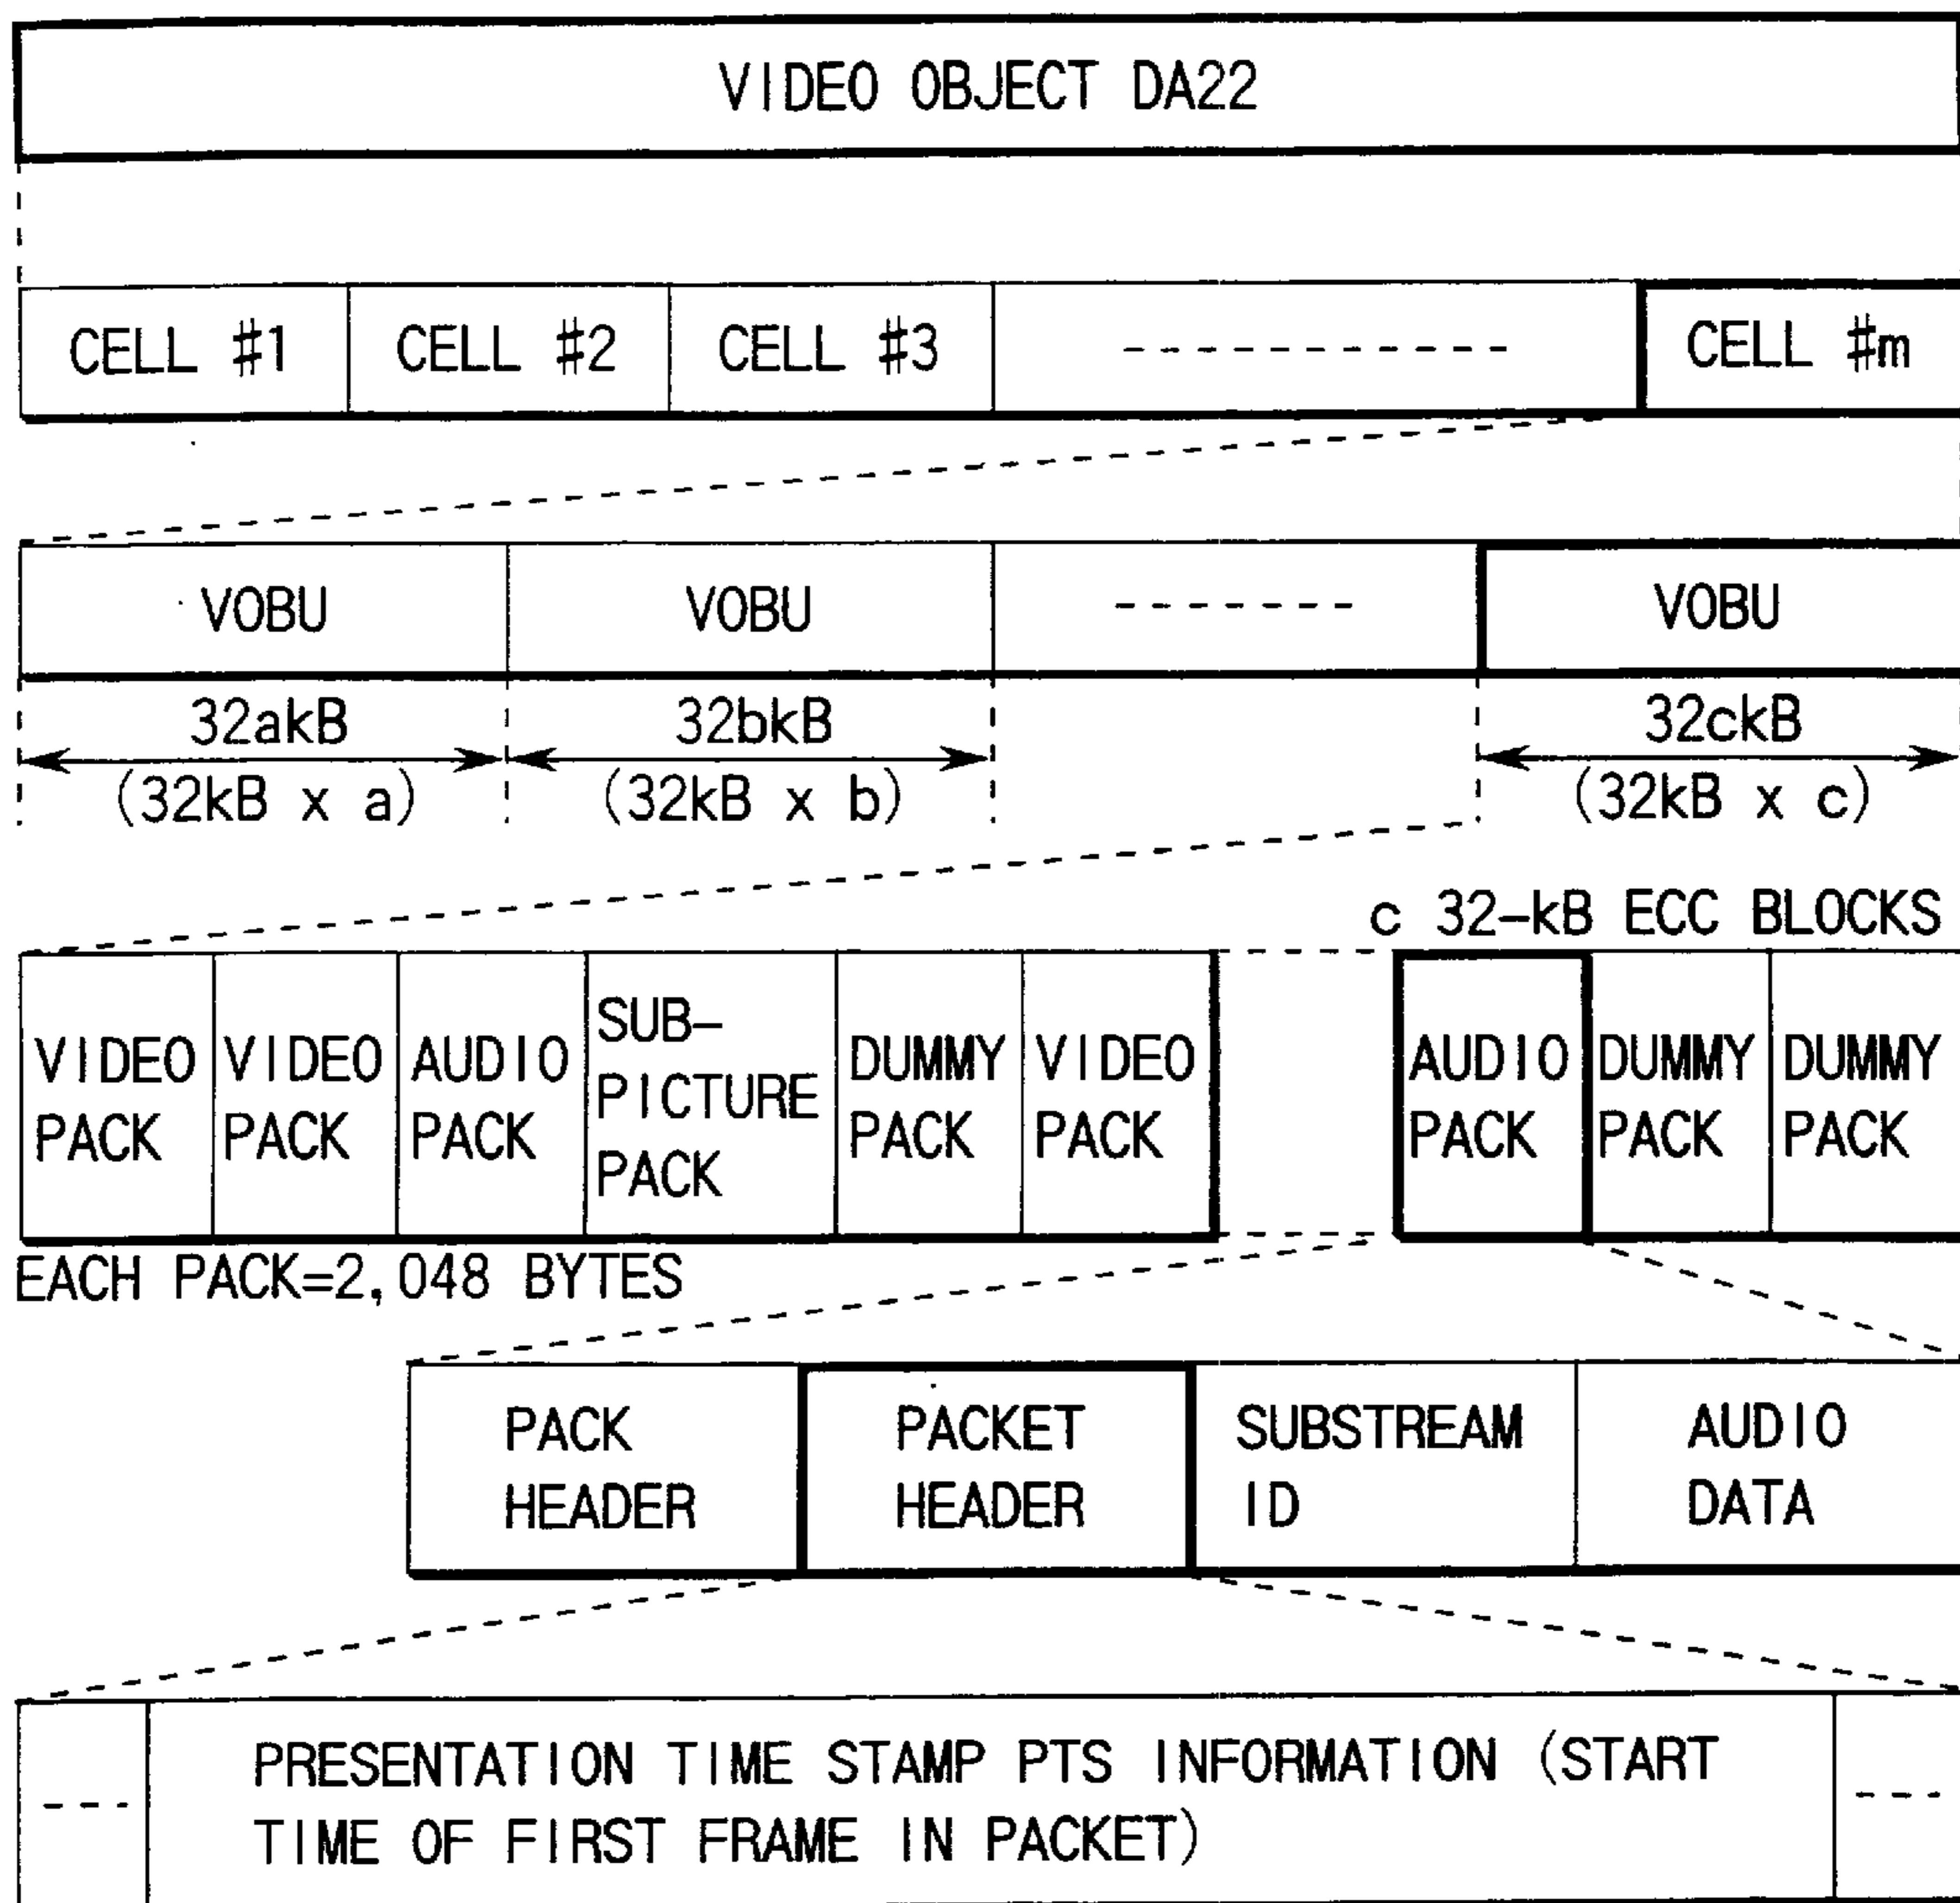 VIDEO OBJECT DA22
CELL #1 CELL #2 CELL #3 ----------- CELL #m
VOBU VOBU ------- VOBU
32akB 32bkB 32ckB
(32kB x a) (32kB x b) (32kB x c)
c 32-kB ECC BLOCKS
VIDEO
PACK
VIDEO
PACK
AUDIO
PACK
SUB-
PICTURE
PACK
DUMMY
PACK
VIDEO
PACK
AUDIO
PACK
DUMMY
PACK
DUMMY
PACK
EACH PACK=2,048 BYTES
PACK
HEADER
PACKET
HEADER
SUBSTREAM
ID
AUDIO
DATA
--- PRESENTATION TIME STAMP PTS INFORMATION (START ---
TIME OF FIRST FRAME IN PACKET)